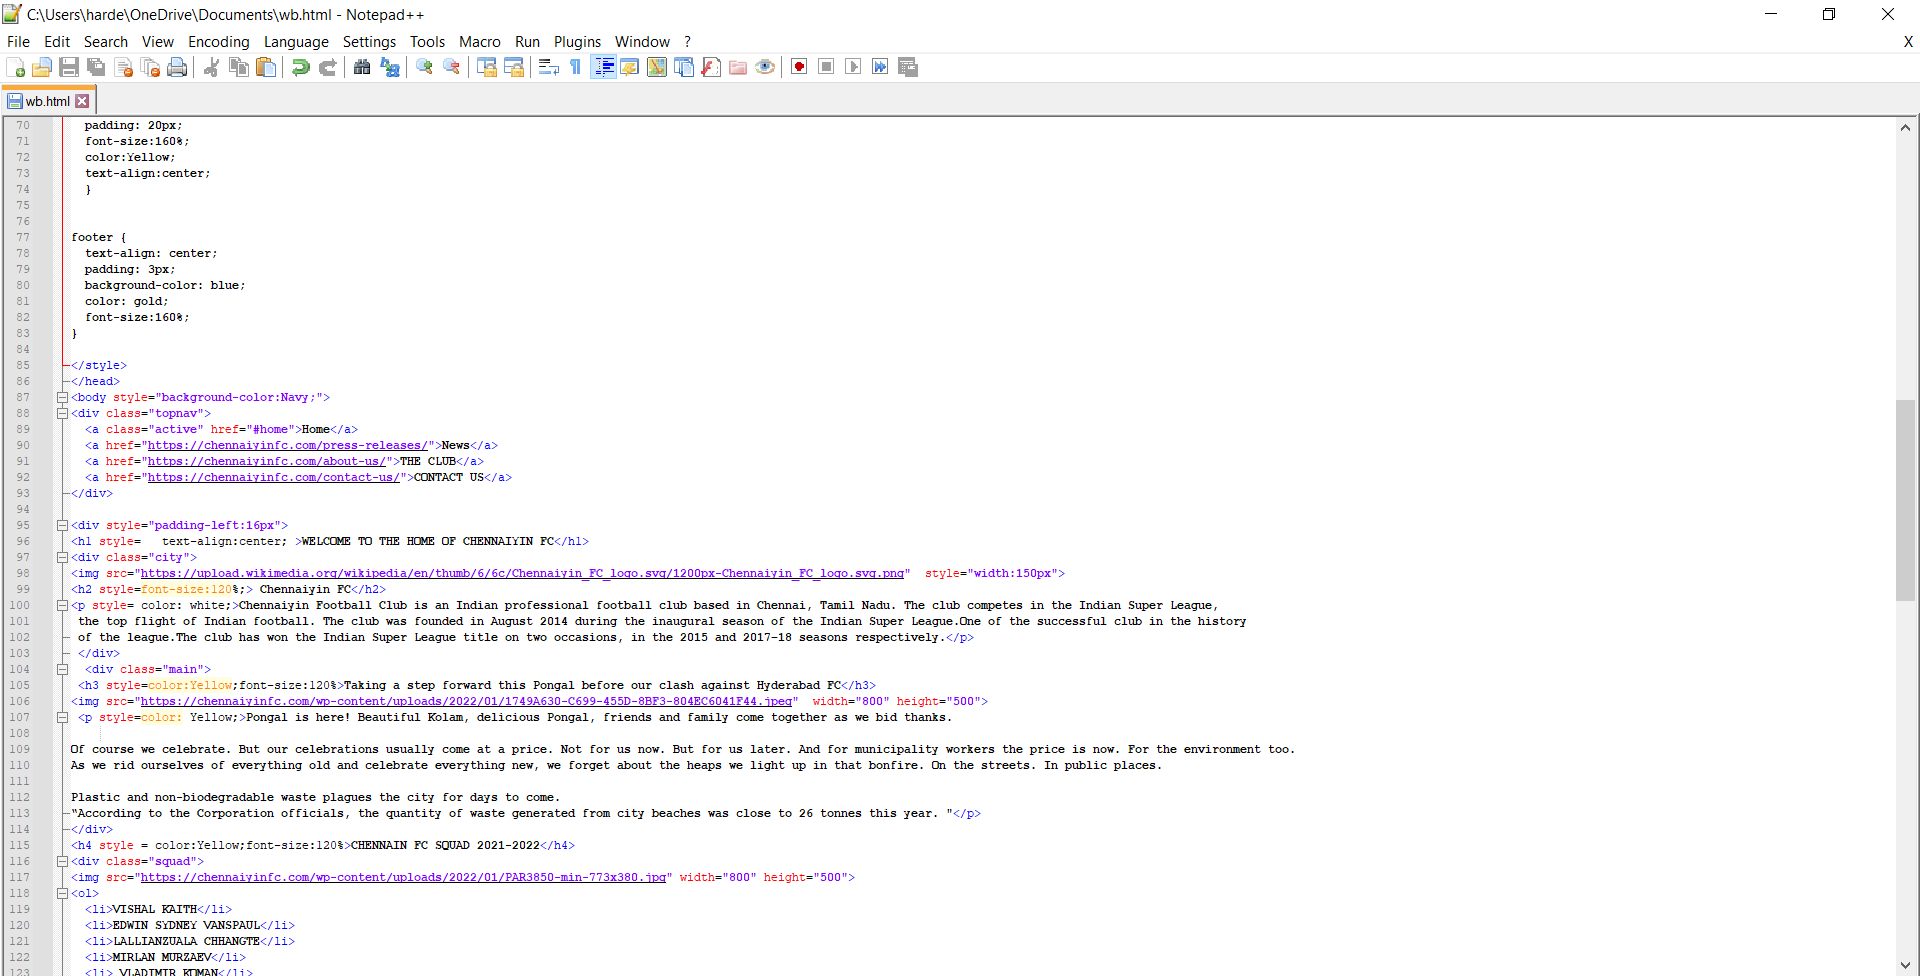 C:\Users\harde\OneDrive\Documents\wb.html - Notepad++
File Edit Search View Encoding Language Settings Tools Macro Run Plugins Window ? X
wb.html
70 padding: 20px;
71 font-size:160%;
72 color:Yellow;
73 text-align:center;
74 }
75
76
77 footer {
78 text-align: center;
79 padding: 3px;
80 background-color: blue;
81 color: gold;
82 font-size:160%;
83 }
84
85 </style>
86 </head>
87 <body style="background-color:Navy;">
88 <div class="topnav">
89 <a class="active" href="#home">Home</a>
90 <a href="https://chennaiyinfc.com/press-releases/">News</a>
91 <a href="https://chennaiyinfc.com/about-us/">THE CLUB</a>
92 <a href="https://chennaiyinfc.com/contact-us/">CONTACT US</a>
93 </div>
94
95 <div style="padding-left:16px">
96 <h1 style=   text-align:center; >WELCOME TO THE HOME OF CHENNAIYIN FC</h1>
97 <div class="city">
98 <img src="https://upload.wikimedia.org/wikipedia/en/thumb/6/6c/Chennaiyin_FC_logo.svg/1200px-Chennaiyin_FC_logo.svg.png"  style="width:150px">
99 <h2 style=font-size:120%;> Chennaiyin FC</h2>
100 <p style= color: white;>Chennaiyin Football Club is an Indian professional football club based in Chennai, Tamil Nadu. The club competes in the Indian Super League,
101 the top flight of Indian football. The club was founded in August 2014 during the inaugural season of the Indian Super League.One of the successful club in the history
102 of the league.The club has won the Indian Super League title on two occasions, in the 2015 and 2017-18 seasons respectively.</p>
103 </div>
104 <div class="main">
105 <h3 style=color:Yellow;font-size:120%>Taking a step forward this Pongal before our clash against Hyderabad FC</h3>
106 <img src="https://chennaiyinfc.com/wp-content/uploads/2022/01/1749A630-C699-455D-8BF3-804EC6041F44.jpeg"  width="800" height="500">
107 <p style=color: Yellow;>Pongal is here! Beautiful Kolam, delicious Pongal, friends and family come together as we bid thanks.
108
109 Of course we celebrate. But our celebrations usually come at a price. Not for us now. But for us later. And for municipality workers the price is now. For the environment too.
110 As we rid ourselves of everything old and celebrate everything new, we forget about the heaps we light up in that bonfire. On the streets. In public places.
111
112 Plastic and non-biodegradable waste plagues the city for days to come.
113 “According to the Corporation officials, the quantity of waste generated from city beaches was close to 26 tonnes this year. "</p>
114 </div>
115 <h4 style = color:Yellow;font-size:120%>CHENNAIN FC SQUAD 2021-2022</h4>
116 <div class="squad">
117 <img src="https://chennaiyinfc.com/wp-content/uploads/2022/01/PAR3850-min-773x380.jpg" width="800" height="500">
118 <ol>
119 <li>VISHAL KAITH</li>
120 <li>EDWIN SYDNEY VANSPAUL</li>
121 <li>LALLIANZUALA CHHANGTE</li>
122 <li>MIRLAN MURZAEV</li>
123 <li> VLADIMIR KOMAN</li>